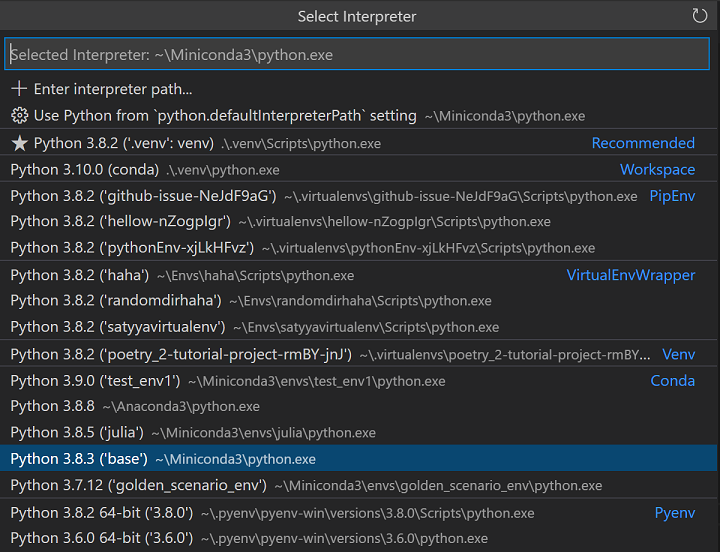 Select Interpreter
Selected Interpreter: ~\Miniconda3\python.exe
Enter interpreter path...
Use Python from `python.defaultInterpreterPath` setting ~\Miniconda3\python.exe
Python 3.8.2 ('.venv': venv) .\.venv\Scripts\python.exe Recommended
Python 3.10.0 (conda) .\.venv\python.exe Workspace
Python 3.8.2 ('github-issue-NeJdF9aG') ~\.virtualenvs\github-issue-NeJdF9aG\Scripts\python.exe PipEnv
Python 3.8.2 ('hellow-nZogpIgr') ~\.virtualenvs\hellow-nZogpIgr\Scripts\python.exe
Python 3.8.2 ('pythonEnv-xjLkHFvz') ~\.virtualenvs\pythonEnv-xjLkHFvz\Scripts\python.exe
Python 3.8.2 ('haha') ~\Envs\haha\Scripts\python.exe VirtualEnvWrapper
Python 3.8.2 ('randomdirhaha') ~\Envs\randomdirhaha\Scripts\python.exe
Python 3.8.2 ('satyyavirtualenv') ~\Envs\satyyavirtualenv\Scripts\python.exe
Python 3.8.2 ('poetry_2-tutorial-project-rmBY-jnJ') ~\.virtualenvs\poetry_2-tutorial-project-rmBY... Venv
Python 3.9.0 ('test_env1') ~\Miniconda3\envs\test_env1\python.exe Conda
Python 3.8.8 ~\Anaconda3\python.exe
Python 3.8.5 ('julia') ~\Miniconda3\envs\julia\python.exe
Python 3.8.3 ('base') ~\Miniconda3\python.exe
Python 3.7.12 ('golden_scenario_env') ~\Miniconda3\envs\golden_scenario_env\python.exe
Python 3.8.2 64-bit ('3.8.0') ~\.pyenv\pyenv-win\versions\3.8.0\Scripts\python.exe Pyenv
Python 3.6.0 64-bit ('3.6.0') ~\.pyenv\pyenv-win\versions\3.6.0\python.exe